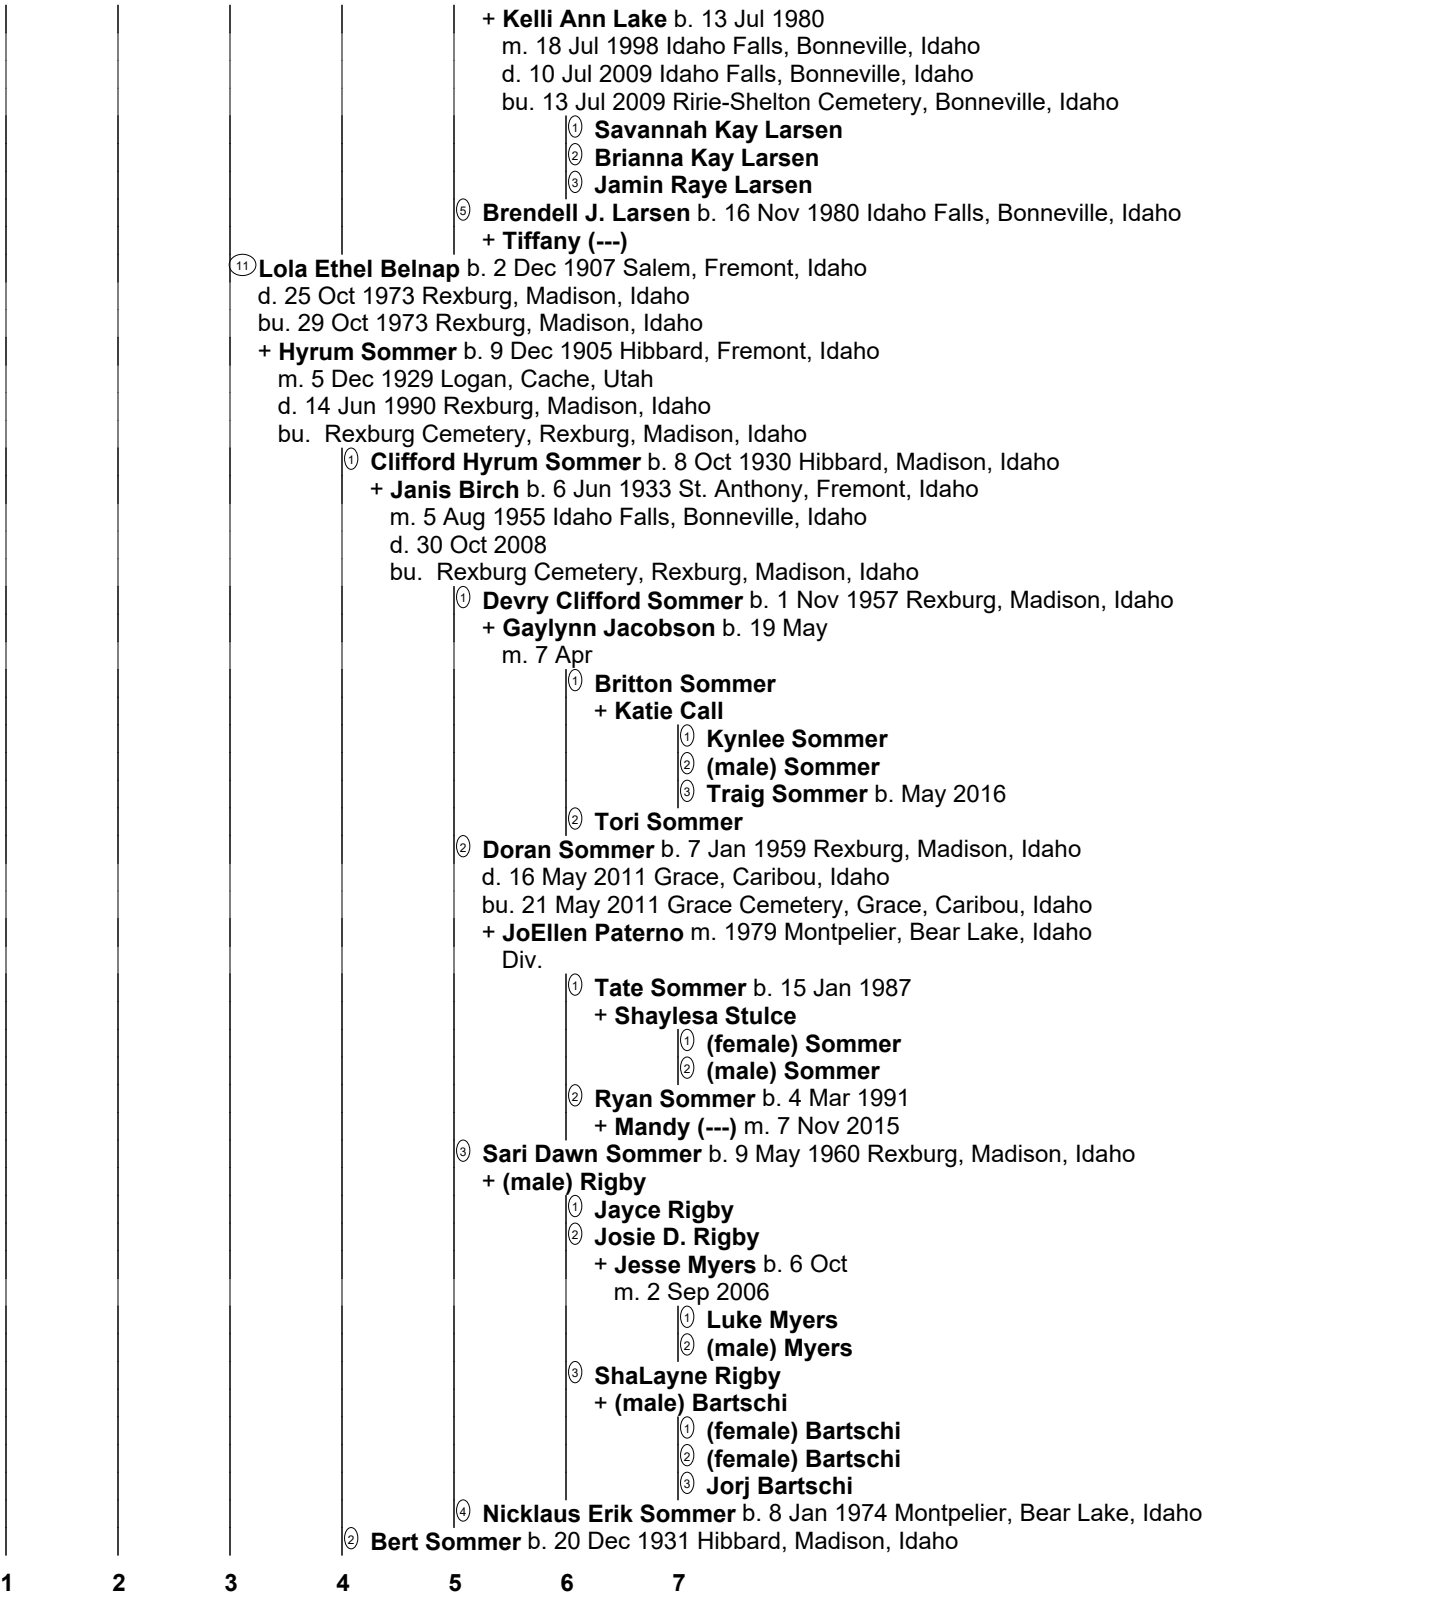 + Kelli Ann Lake b. 13 Jul 1980
m. 18 Jul 1998 Idaho Falls, Bonneville, Idaho
d. 10 Jul 2009 Idaho Falls, Bonneville, Idaho
bu. 13 Jul 2009 Ririe-Shelton Cemetery, Bonneville, Idaho
1 Savannah Kay Larsen
2 Brianna Kay Larsen
3 Jamin Raye Larsen
5 Brendell J. Larsen b. 16 Nov 1980 Idaho Falls, Bonneville, Idaho
+ Tiffany (---)
11 Lola Ethel Belnap b. 2 Dec 1907 Salem, Fremont, Idaho
d. 25 Oct 1973 Rexburg, Madison, Idaho
bu. 29 Oct 1973 Rexburg, Madison, Idaho
+ Hyrum Sommer b. 9 Dec 1905 Hibbard, Fremont, Idaho
m. 5 Dec 1929 Logan, Cache, Utah
d. 14 Jun 1990 Rexburg, Madison, Idaho
bu. Rexburg Cemetery, Rexburg, Madison, Idaho
1 Clifford Hyrum Sommer b. 8 Oct 1930 Hibbard, Madison, Idaho
+ Janis Birch b. 6 Jun 1933 St. Anthony, Fremont, Idaho
m. 5 Aug 1955 Idaho Falls, Bonneville, Idaho
d. 30 Oct 2008
bu. Rexburg Cemetery, Rexburg, Madison, Idaho
1 Devry Clifford Sommer b. 1 Nov 1957 Rexburg, Madison, Idaho
+ Gaylynn Jacobson b. 19 May
m. 7 Apr
1 Britton Sommer
+ Katie Call
1 Kynlee Sommer
2 (male) Sommer
3 Traig Sommer b. May 2016
2 Tori Sommer
2 Doran Sommer b. 7 Jan 1959 Rexburg, Madison, Idaho
d. 16 May 2011 Grace, Caribou, Idaho
bu. 21 May 2011 Grace Cemetery, Grace, Caribou, Idaho
+ JoEllen Paterno m. 1979 Montpelier, Bear Lake, Idaho
Div.
1 Tate Sommer b. 15 Jan 1987
+ Shaylesa Stulce
1 (female) Sommer
2 (male) Sommer
2 Ryan Sommer b. 4 Mar 1991
+ Mandy (---) m. 7 Nov 2015
3 Sari Dawn Sommer b. 9 May 1960 Rexburg, Madison, Idaho
+ (male) Rigby
1 Jayce Rigby
2 Josie D. Rigby
+ Jesse Myers b. 6 Oct
m. 2 Sep 2006
1 Luke Myers
2 (male) Myers
3 ShaLayne Rigby
+ (male) Bartschi
1 (female) Bartschi
2 (female) Bartschi
3 Jorj Bartschi
4 Nicklaus Erik Sommer b. 8 Jan 1974 Montpelier, Bear Lake, Idaho
2 Bert Sommer b. 20 Dec 1931 Hibbard, Madison, Idaho
1 2 3 4 5 6 7